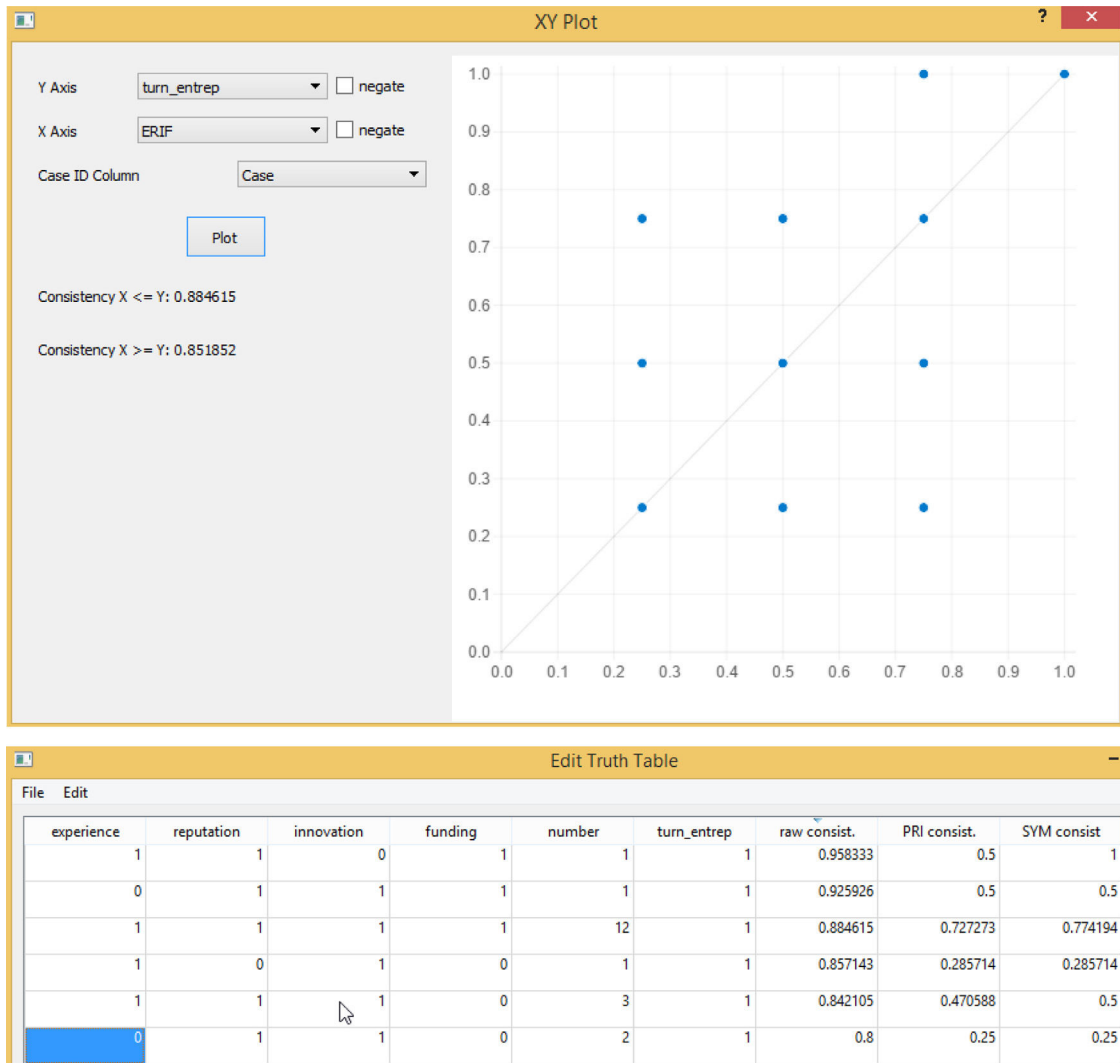 XY Plot
?
×
Y Axis turn_entrep negate
X Axis ERIF negate
Case ID Column Case
Plot
Consistency X <= Y: 0.884615
Consistency X >= Y: 0.851852
1.0
0.9
0.8
0.7
0.6
0.5
0.4
0.3
0.2
0.1
0.0
0.0 0.1 0.2 0.3 0.4 0.5 0.6 0.7 0.8 0.9 1.0
Edit Truth Table
File Edit
experience reputation innovation funding number turn_entrep raw consist. PRI consist. SYM consist
1 1 0 1 1 1 0.958333 0.5 1
0 1 1 1 1 1 0.925926 0.5 0.5
1 1 1 1 12 1 0.884615 0.727273 0.774194
1 0 1 0 1 1 0.857143 0.285714 0.285714
1 1 1 0 3 1 0.842105 0.470588 0.5
0 1 1 0 2 1 0.8 0.25 0.25